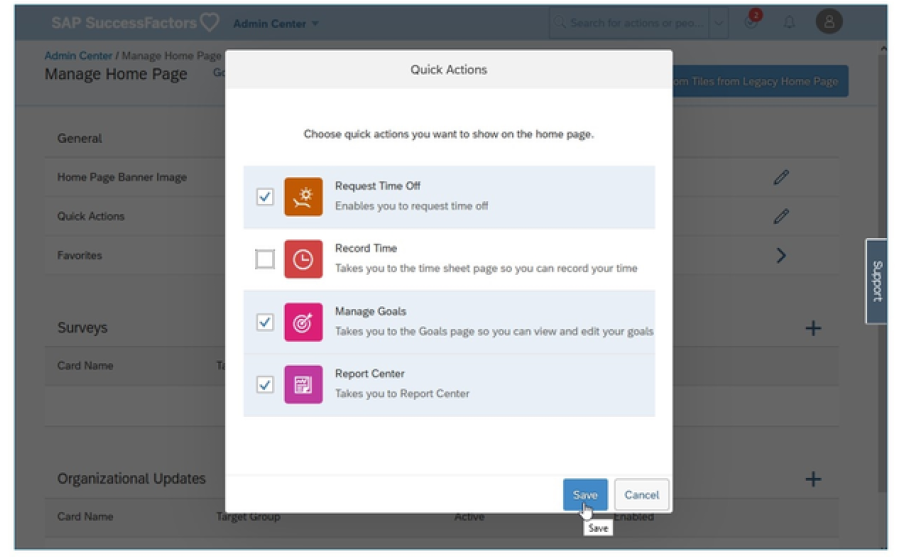 SAP SuccessFactors Admin Center
Search for actions or peo...
2
Admin Center / Manage Home Page
Manage Home Page
om Tiles from Legacy Home Page
Quick Actions
Choose quick actions you want to show on the home page.
General
Home Page Banner Image
Quick Actions
Favorites
Request Time Off
Enables you to request time off
Record Time
Takes you to the time sheet page so you can record your time
Manage Goals
Takes you to the Goals page so you can view and edit your goals
Report Center
Takes you to Report Center
Support
Surveys
Card Name
Save
Cancel
Save
Organizational Updates
Card Name Target Group Active Enabled